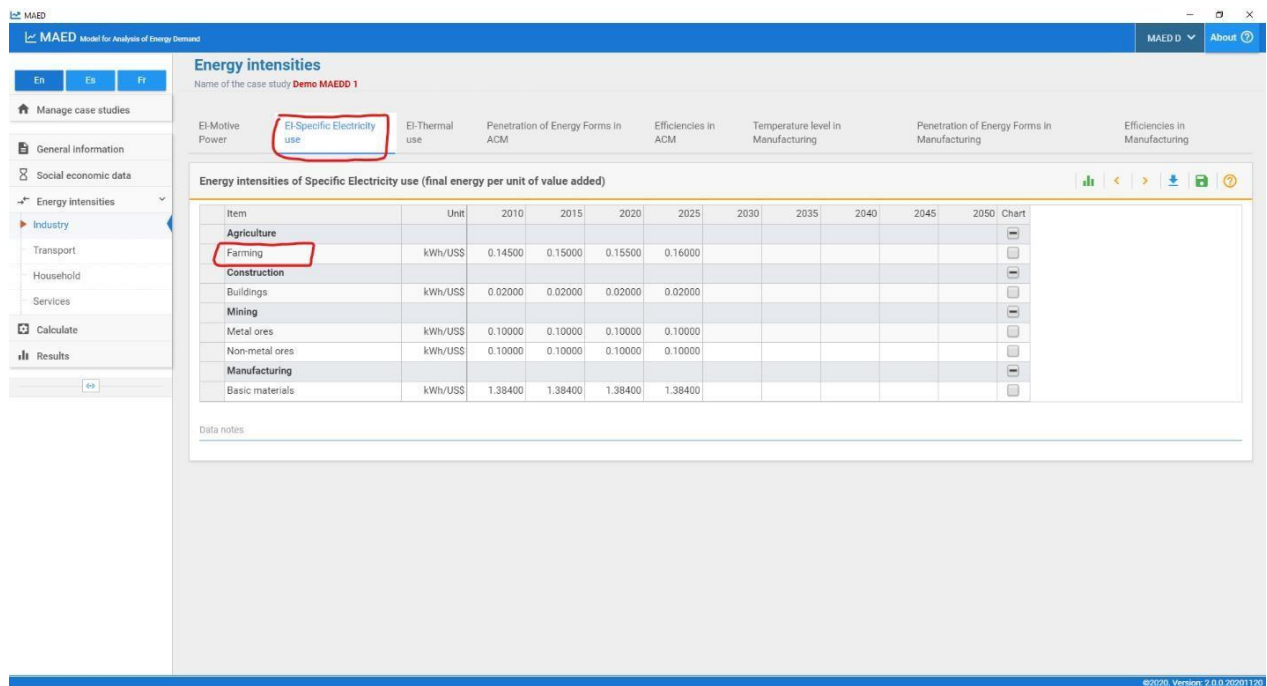 MAED
MAED Model for Analysis of Energy Demand
MAED D About
En Es Fr
Manage case studies
General information
Social economic data
Energy intensities
Industry
Transport
Household
Services
Calculate
Results
Energy intensities
Name of the case study Demo MAEDD 1
EI-Motive Power
EI-Specific Electricity use
EI-Thermal use
Penetration of Energy Forms in ACM
Efficiencies in ACM
Temperature level in Manufacturing
Penetration of Energy Forms in Manufacturing
Efficiencies in Manufacturing
Energy intensities of Specific Electricity use (final energy per unit of value added)
Item Unit 2010 2015 2020 2025 2030 2035 2040 2045 2050 Chart
Agriculture
Farming kWh/US$ 0.14500 0.15000 0.15500 0.16000
Construction
Buildings kWh/US$ 0.02000 0.02000 0.02000 0.02000
Mining
Metal ores kWh/US$ 0.10000 0.10000 0.10000 0.10000
Non-metal ores kWh/US$ 0.10000 0.10000 0.10000 0.10000
Manufacturing
Basic materials kWh/US$ 1.38400 1.38400 1.38400 1.38400
Data notes
©2020. Version: 2.0.0.20201120